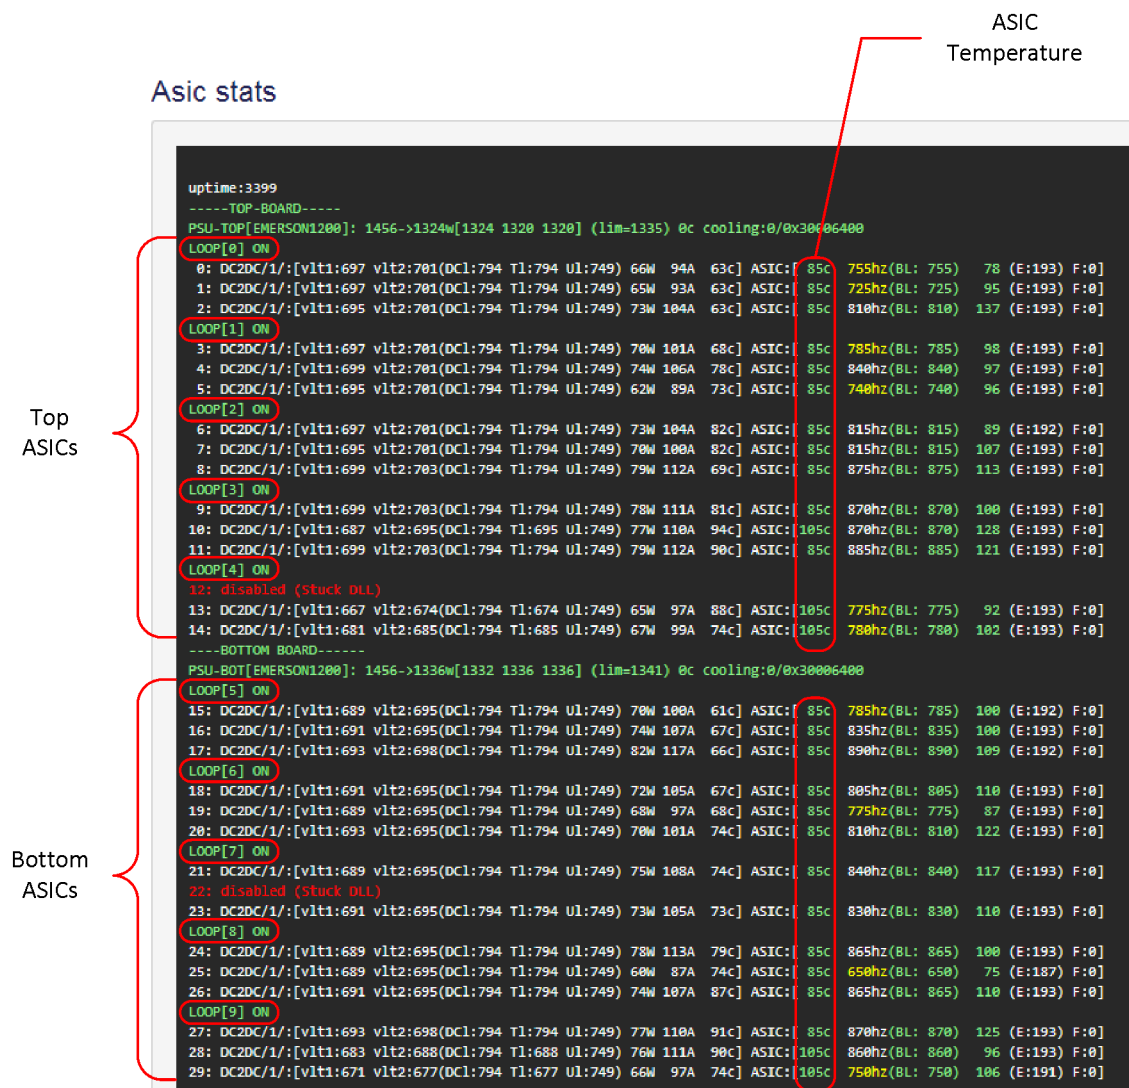 ASIC
Temperature
Asic stats
uptime:3399
-----TOP-BOARD-----
PSU-TOP[EMERSON1200]: 1456->1324w[1324 1320 1320] (lim=1335) 0c cooling:0/0x30006400
LOOP[0] ON
0: DC2DC/1/:[vlt1:697 vlt2:701(DCl:794 Tl:794 Ul:749) 66W 94A 63c] ASIC:[ 85c 755hz(BL: 755) 78 (E:193) F:0]
1: DC2DC/1/:[vlt1:697 vlt2:701(DCl:794 Tl:794 Ul:749) 65W 93A 63c] ASIC:[ 85c 725hz(BL: 725) 95 (E:193) F:0]
2: DC2DC/1/:[vlt1:695 vlt2:701(DCl:794 Tl:794 Ul:749) 73W 104A 63c] ASIC:[ 85c 810hz(BL: 810) 137 (E:193) F:0]
LOOP[1] ON
3: DC2DC/1/:[vlt1:697 vlt2:701(DCl:794 Tl:794 Ul:749) 70W 101A 68c] ASIC:[ 85c 785hz(BL: 785) 98 (E:193) F:0]
4: DC2DC/1/:[vlt1:699 vlt2:701(DCl:794 Tl:794 Ul:749) 74W 106A 78c] ASIC:[ 85c 840hz(BL: 840) 97 (E:193) F:0]
5: DC2DC/1/:[vlt1:695 vlt2:701(DCl:794 Tl:794 Ul:749) 62W 89A 73c] ASIC:[ 85c 740hz(BL: 740) 96 (E:193) F:0]
LOOP[2] ON
6: DC2DC/1/:[vlt1:697 vlt2:701(DCl:794 Tl:794 Ul:749) 73W 104A 82c] ASIC:[ 85c 815hz(BL: 815) 89 (E:192) F:0]
7: DC2DC/1/:[vlt1:695 vlt2:701(DCl:794 Tl:794 Ul:749) 70W 100A 82c] ASIC:[ 85c 815hz(BL: 815) 107 (E:193) F:0]
8: DC2DC/1/:[vlt1:699 vlt2:703(DCl:794 Tl:794 Ul:749) 79W 112A 69c] ASIC:[ 85c 875hz(BL: 875) 113 (E:193) F:0]
LOOP[3] ON
9: DC2DC/1/:[vlt1:699 vlt2:703(DCl:794 Tl:794 Ul:749) 78W 111A 81c] ASIC:[ 85c 870hz(BL: 870) 100 (E:193) F:0]
10: DC2DC/1/:[vlt1:687 vlt2:695(DCl:794 Tl:695 Ul:749) 77W 110A 94c] ASIC:[105c 870hz(BL: 870) 128 (E:193) F:0]
11: DC2DC/1/:[vlt1:699 vlt2:703(DCl:794 Tl:794 Ul:749) 79W 112A 90c] ASIC:[ 85c 885hz(BL: 885) 121 (E:193) F:0]
LOOP[4] ON
12: disabled (Stuck DLL)
13: DC2DC/1/:[vlt1:667 vlt2:674(DCl:794 Tl:674 Ul:749) 65W 97A 88c] ASIC:[105c 775hz(BL: 775) 92 (E:193) F:0]
14: DC2DC/1/:[vlt1:681 vlt2:685(DCl:794 Tl:685 Ul:749) 67W 99A 74c] ASIC:[105c 780hz(BL: 780) 102 (E:193) F:0]
Top
ASICs
----BOTTOM BOARD------
PSU-BOT[EMERSON1200]: 1456->1336w[1332 1336 1336] (lim=1341) 0c cooling:0/0x30006400
LOOP[5] ON
15: DC2DC/1/:[vlt1:689 vlt2:695(DCl:794 Tl:794 Ul:749) 70W 100A 61c] ASIC:[ 85c 785hz(BL: 785) 100 (E:192) F:0]
16: DC2DC/1/:[vlt1:691 vlt2:695(DCl:794 Tl:794 Ul:749) 74W 107A 67c] ASIC:[ 85c 835hz(BL: 835) 100 (E:193) F:0]
17: DC2DC/1/:[vlt1:693 vlt2:698(DCl:794 Tl:794 Ul:749) 82W 117A 66c] ASIC:[ 85c 890hz(BL: 890) 109 (E:192) F:0]
LOOP[6] ON
18: DC2DC/1/:[vlt1:691 vlt2:695(DCl:794 Tl:794 Ul:749) 72W 105A 67c] ASIC:[ 85c 805hz(BL: 805) 110 (E:193) F:0]
19: DC2DC/1/:[vlt1:689 vlt2:695(DCl:794 Tl:794 Ul:749) 68W 97A 68c] ASIC:[ 85c 775hz(BL: 775) 87 (E:193) F:0]
20: DC2DC/1/:[vlt1:693 vlt2:695(DCl:794 Tl:794 Ul:749) 70W 101A 74c] ASIC:[ 85c 810hz(BL: 810) 122 (E:193) F:0]
LOOP[7] ON
21: DC2DC/1/:[vlt1:689 vlt2:695(DCl:794 Tl:794 Ul:749) 75W 108A 74c] ASIC:[ 85c 840hz(BL: 840) 117 (E:193) F:0]
22: disabled (Stuck DLL)
23: DC2DC/1/:[vlt1:691 vlt2:695(DCl:794 Tl:794 Ul:749) 73W 105A 73c] ASIC:[ 85c 830hz(BL: 830) 110 (E:193) F:0]
LOOP[8] ON
24: DC2DC/1/:[vlt1:689 vlt2:695(DCl:794 Tl:794 Ul:749) 78W 113A 79c] ASIC:[ 85c 865hz(BL: 865) 100 (E:193) F:0]
25: DC2DC/1/:[vlt1:689 vlt2:695(DCl:794 Tl:794 Ul:749) 60W 87A 74c] ASIC:[ 85c 650hz(BL: 650) 75 (E:187) F:0]
26: DC2DC/1/:[vlt1:691 vlt2:695(DCl:794 Tl:794 Ul:749) 74W 107A 87c] ASIC:[ 85c 865hz(BL: 865) 110 (E:193) F:0]
LOOP[9] ON
27: DC2DC/1/:[vlt1:693 vlt2:698(DCl:794 Tl:794 Ul:749) 77W 110A 91c] ASIC:[ 85c 870hz(BL: 870) 125 (E:193) F:0]
28: DC2DC/1/:[vlt1:683 vlt2:688(DCl:794 Tl:688 Ul:749) 76W 111A 90c] ASIC:[105c 860hz(BL: 860) 96 (E:193) F:0]
29: DC2DC/1/:[vlt1:671 vlt2:677(DCl:794 Tl:677 Ul:749) 66W 97A 74c] ASIC:[105c 750hz(BL: 750) 106 (E:191) F:0]
Bottom
ASICs